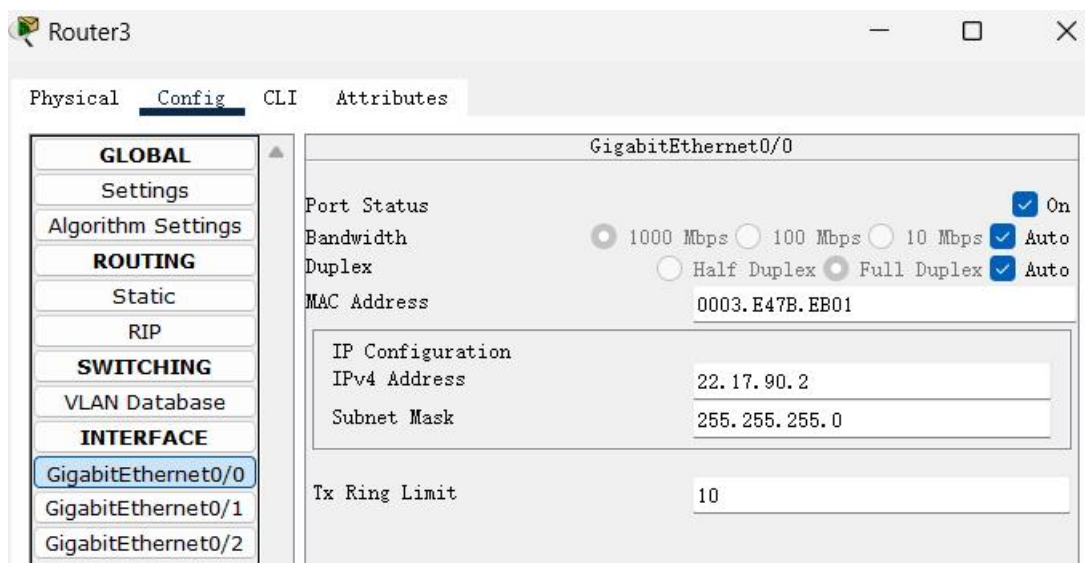 Router3
Physical Config CLI Attributes
GLOBAL
Settings
Algorithm Settings
ROUTING
Static
RIP
SWITCHING
VLAN Database
INTERFACE
GigabitEthernet0/0
GigabitEthernet0/1
GigabitEthernet0/2
GigabitEthernet0/0
Port Status On
Bandwidth 1000 Mbps 100 Mbps 10 Mbps Auto
Duplex Half Duplex Full Duplex Auto
MAC Address 0003.E47B.EB01
IP Configuration
IPv4 Address 22.17.90.2
Subnet Mask 255.255.255.0
Tx Ring Limit 10